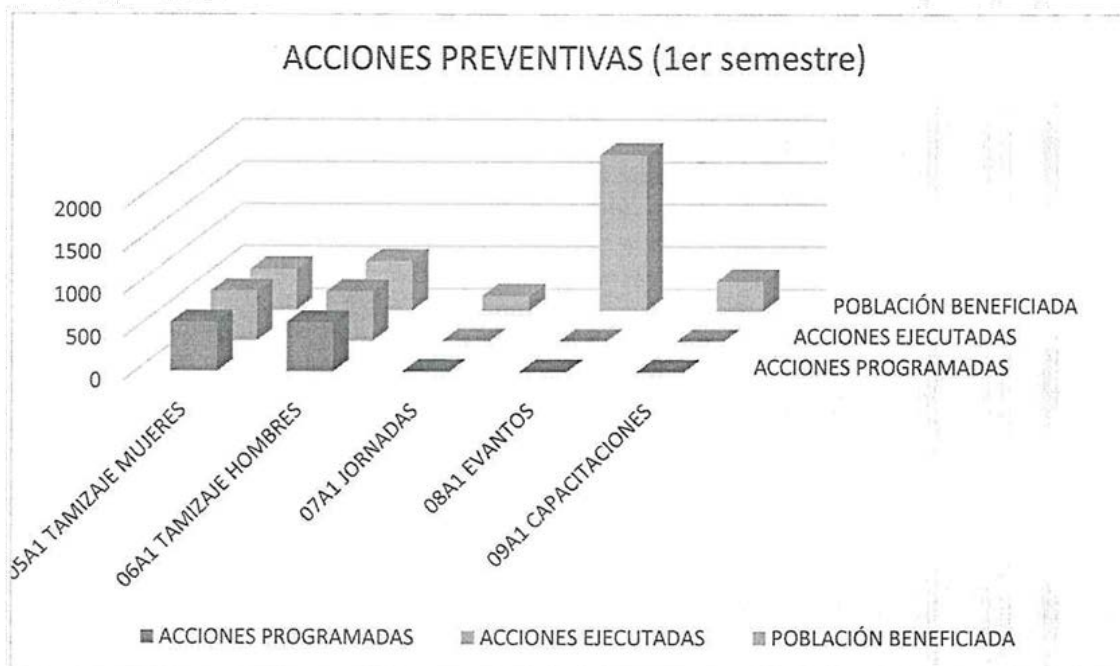 ACCIONES PREVENTIVAS (1er semestre)
2000
1500
1000
500
0
POBLACIÓN BENEFICIADA
ACCIONES EJECUTADAS
ACCIONES PROGRAMADAS
05A1 TAMIZAJE MUJERES
06A1 TAMIZAJE HOMBRES
07A1 JORNADAS
08A1 EVANTOS
09A1 CAPACITACIONES
ACCIONES PROGRAMADAS ACCIONES EJECUTADAS POBLACIÓN BENEFICIADA